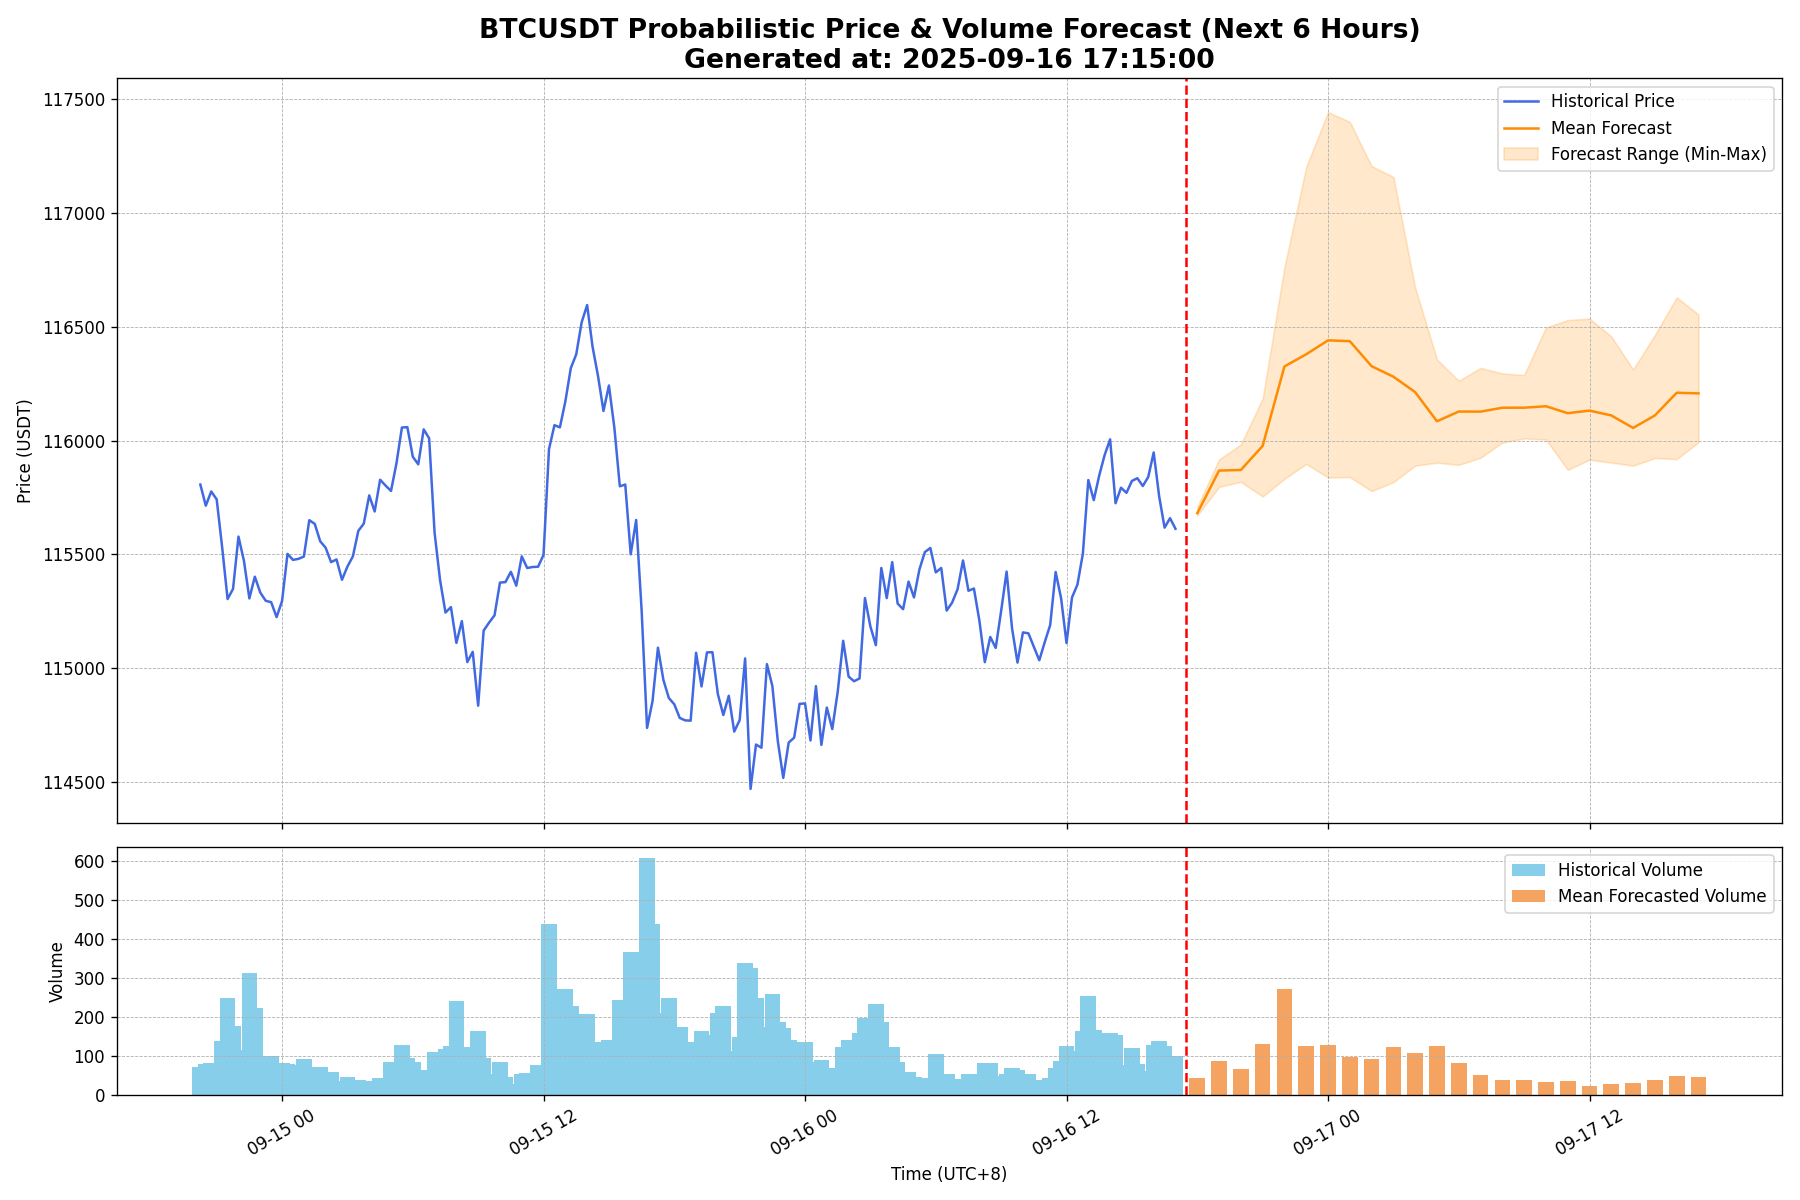 BTCUSDT Probabilistic Price & Volume Forecast (Next 6 Hours)
Generated at: 2025-09-16 17:15:00
117500
117000
116500
116000
115500
115000
114500
Price (USDT)
Historical Price
Mean Forecast
Forecast Range (Min-Max)
600
500
400
300
200
100
0
Volume
Historical Volume
Mean Forecasted Volume
09-15 00
09-15 12
09-16 00
09-16 12
09-17 00
09-17 12
Time (UTC+8)